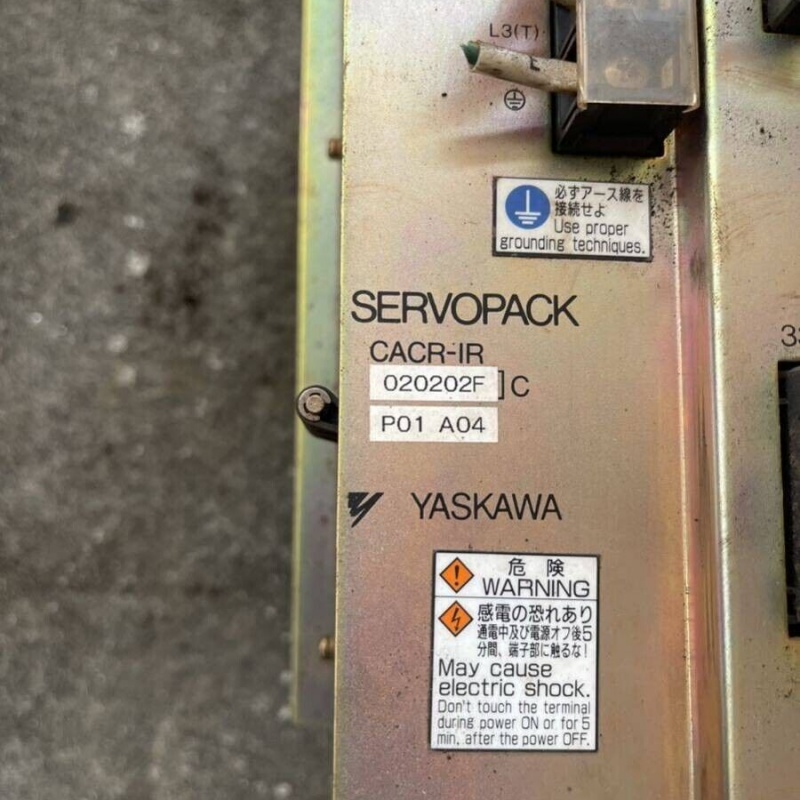 L3(T)
E
必ずアース線を
接続せよ
Use proper
grounding techniques.
SERVOPACK
CACR-IR
020202F]C
P01 A04
YASKAWA
危険
WARNING
感電の恐れあり
通電中及び電源オフ後5
分間、端子部に触るな!
May cause
electric shock.
Don't touch the terminal
during power ON or for 5
min. after the power OFF.